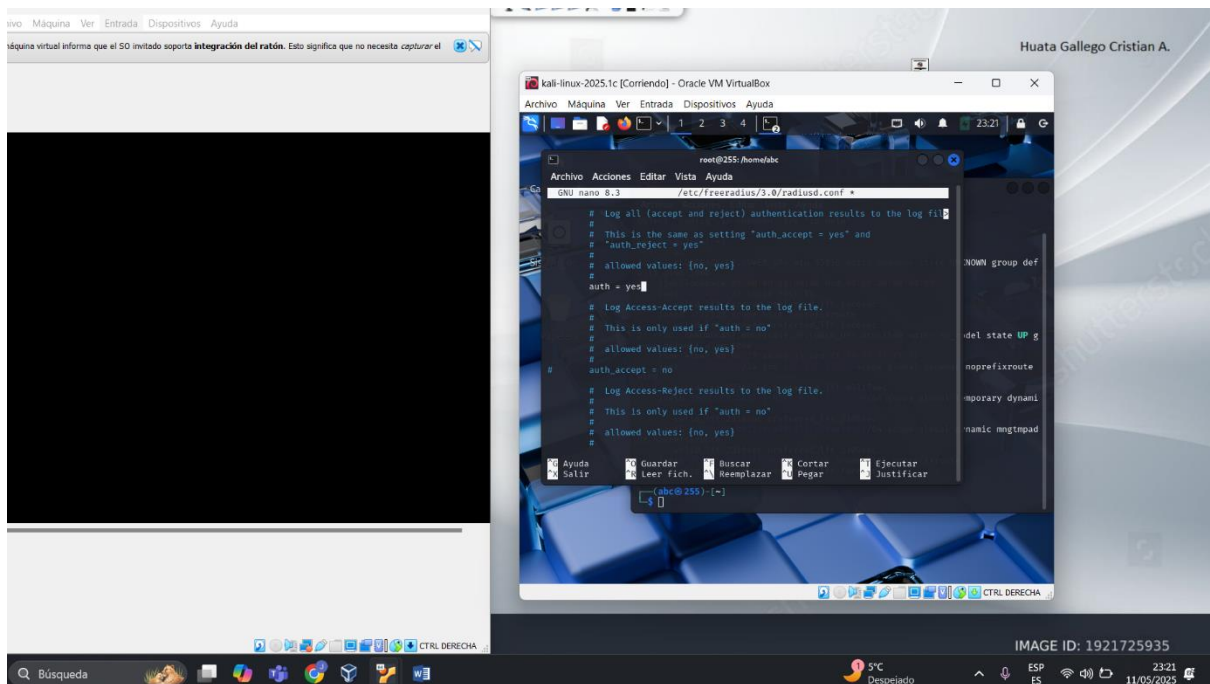 ivo Máquina Ver Entrada Dispositivos Ayuda
máquina virtual informa que el SO invitado soporta integración del ratón. Esto significa que no necesita capturar el
Huata Gallego Cristian A.
kali-linux-2025.1c [Corriendo] - Oracle VM VirtualBox
Archivo Máquina Ver Entrada Dispositivos Ayuda
1 2 3 4 23:21
root@255: /home/abc
Archivo Acciones Editar Vista Ayuda
GNU nano 8.3 /etc/freeradius/3.0/radiusd.conf *
# Log all (accept and reject) authentication results to the log fil>
#
# This is the same as setting "auth_accept = yes" and
# "auth_reject = yes"
#
# allowed values: {no, yes}
#
auth = yes
# Log Access-Accept results to the log file.
#
# This is only used if "auth = no"
#
# allowed values: {no, yes}
#
# auth_accept = no
# Log Access-Reject results to the log file.
#
# This is only used if "auth = no"
#
# allowed values: {no, yes}
#
^G Ayuda ^O Guardar ^F Buscar ^K Cortar ^T Ejecutar
^X Salir ^R Leer fich. ^\ Reemplazar ^U Pegar ^J Justificar
NOWN group def
odel state UP g
noprefixroute
emporary dynami
namic mngtmpad
(abc@255)-[~]
$
CTRL DERECHA
CTRL DERECHA
IMAGE ID: 1921725935
Búsqueda
1 5°C
Despejado
ESP
ES
23:21
11/05/2025